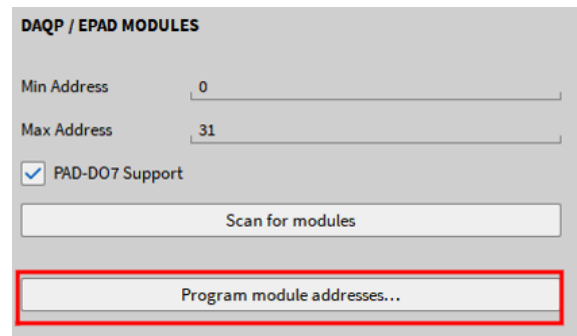 DAQP / EPAD MODULES
Min Address 0
Max Address 31
PAD-DO7 Support
Scan for modules
Program module addresses...